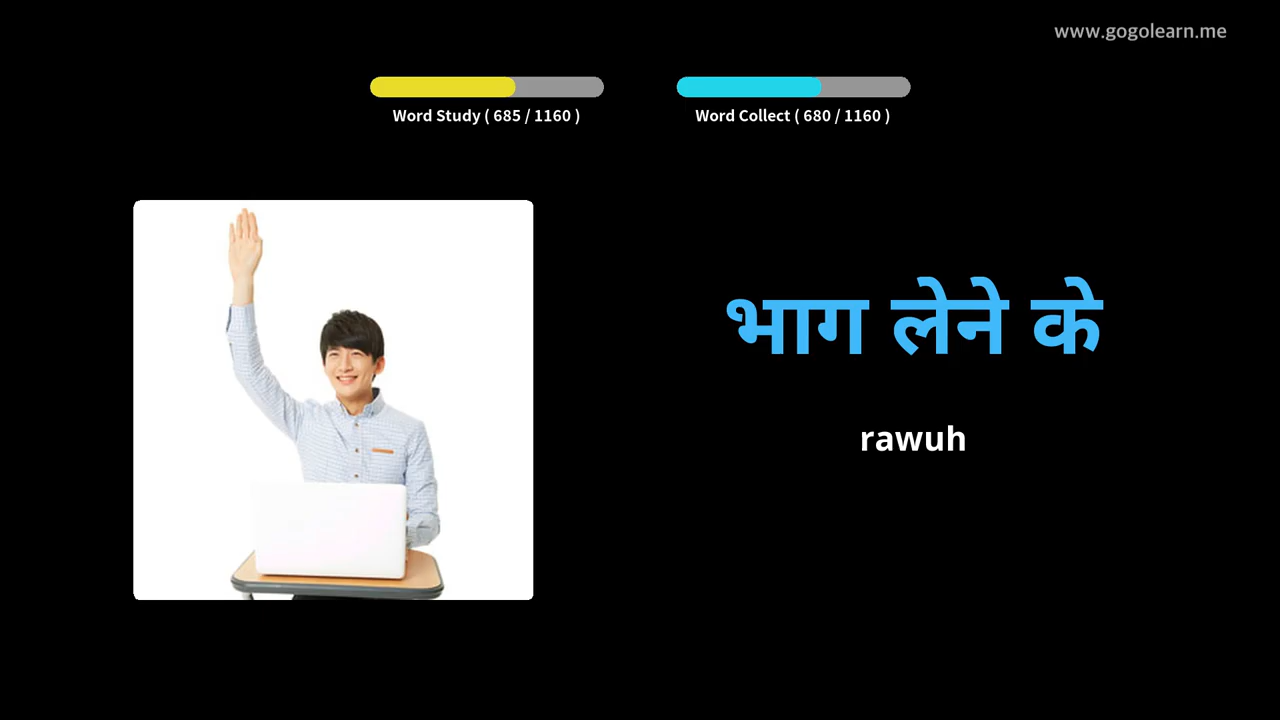 www.gogolearn.me
Word Study ( 685 / 1160 )
Word Collect ( 680 / 1160 )
भाग लेने के
rawuh